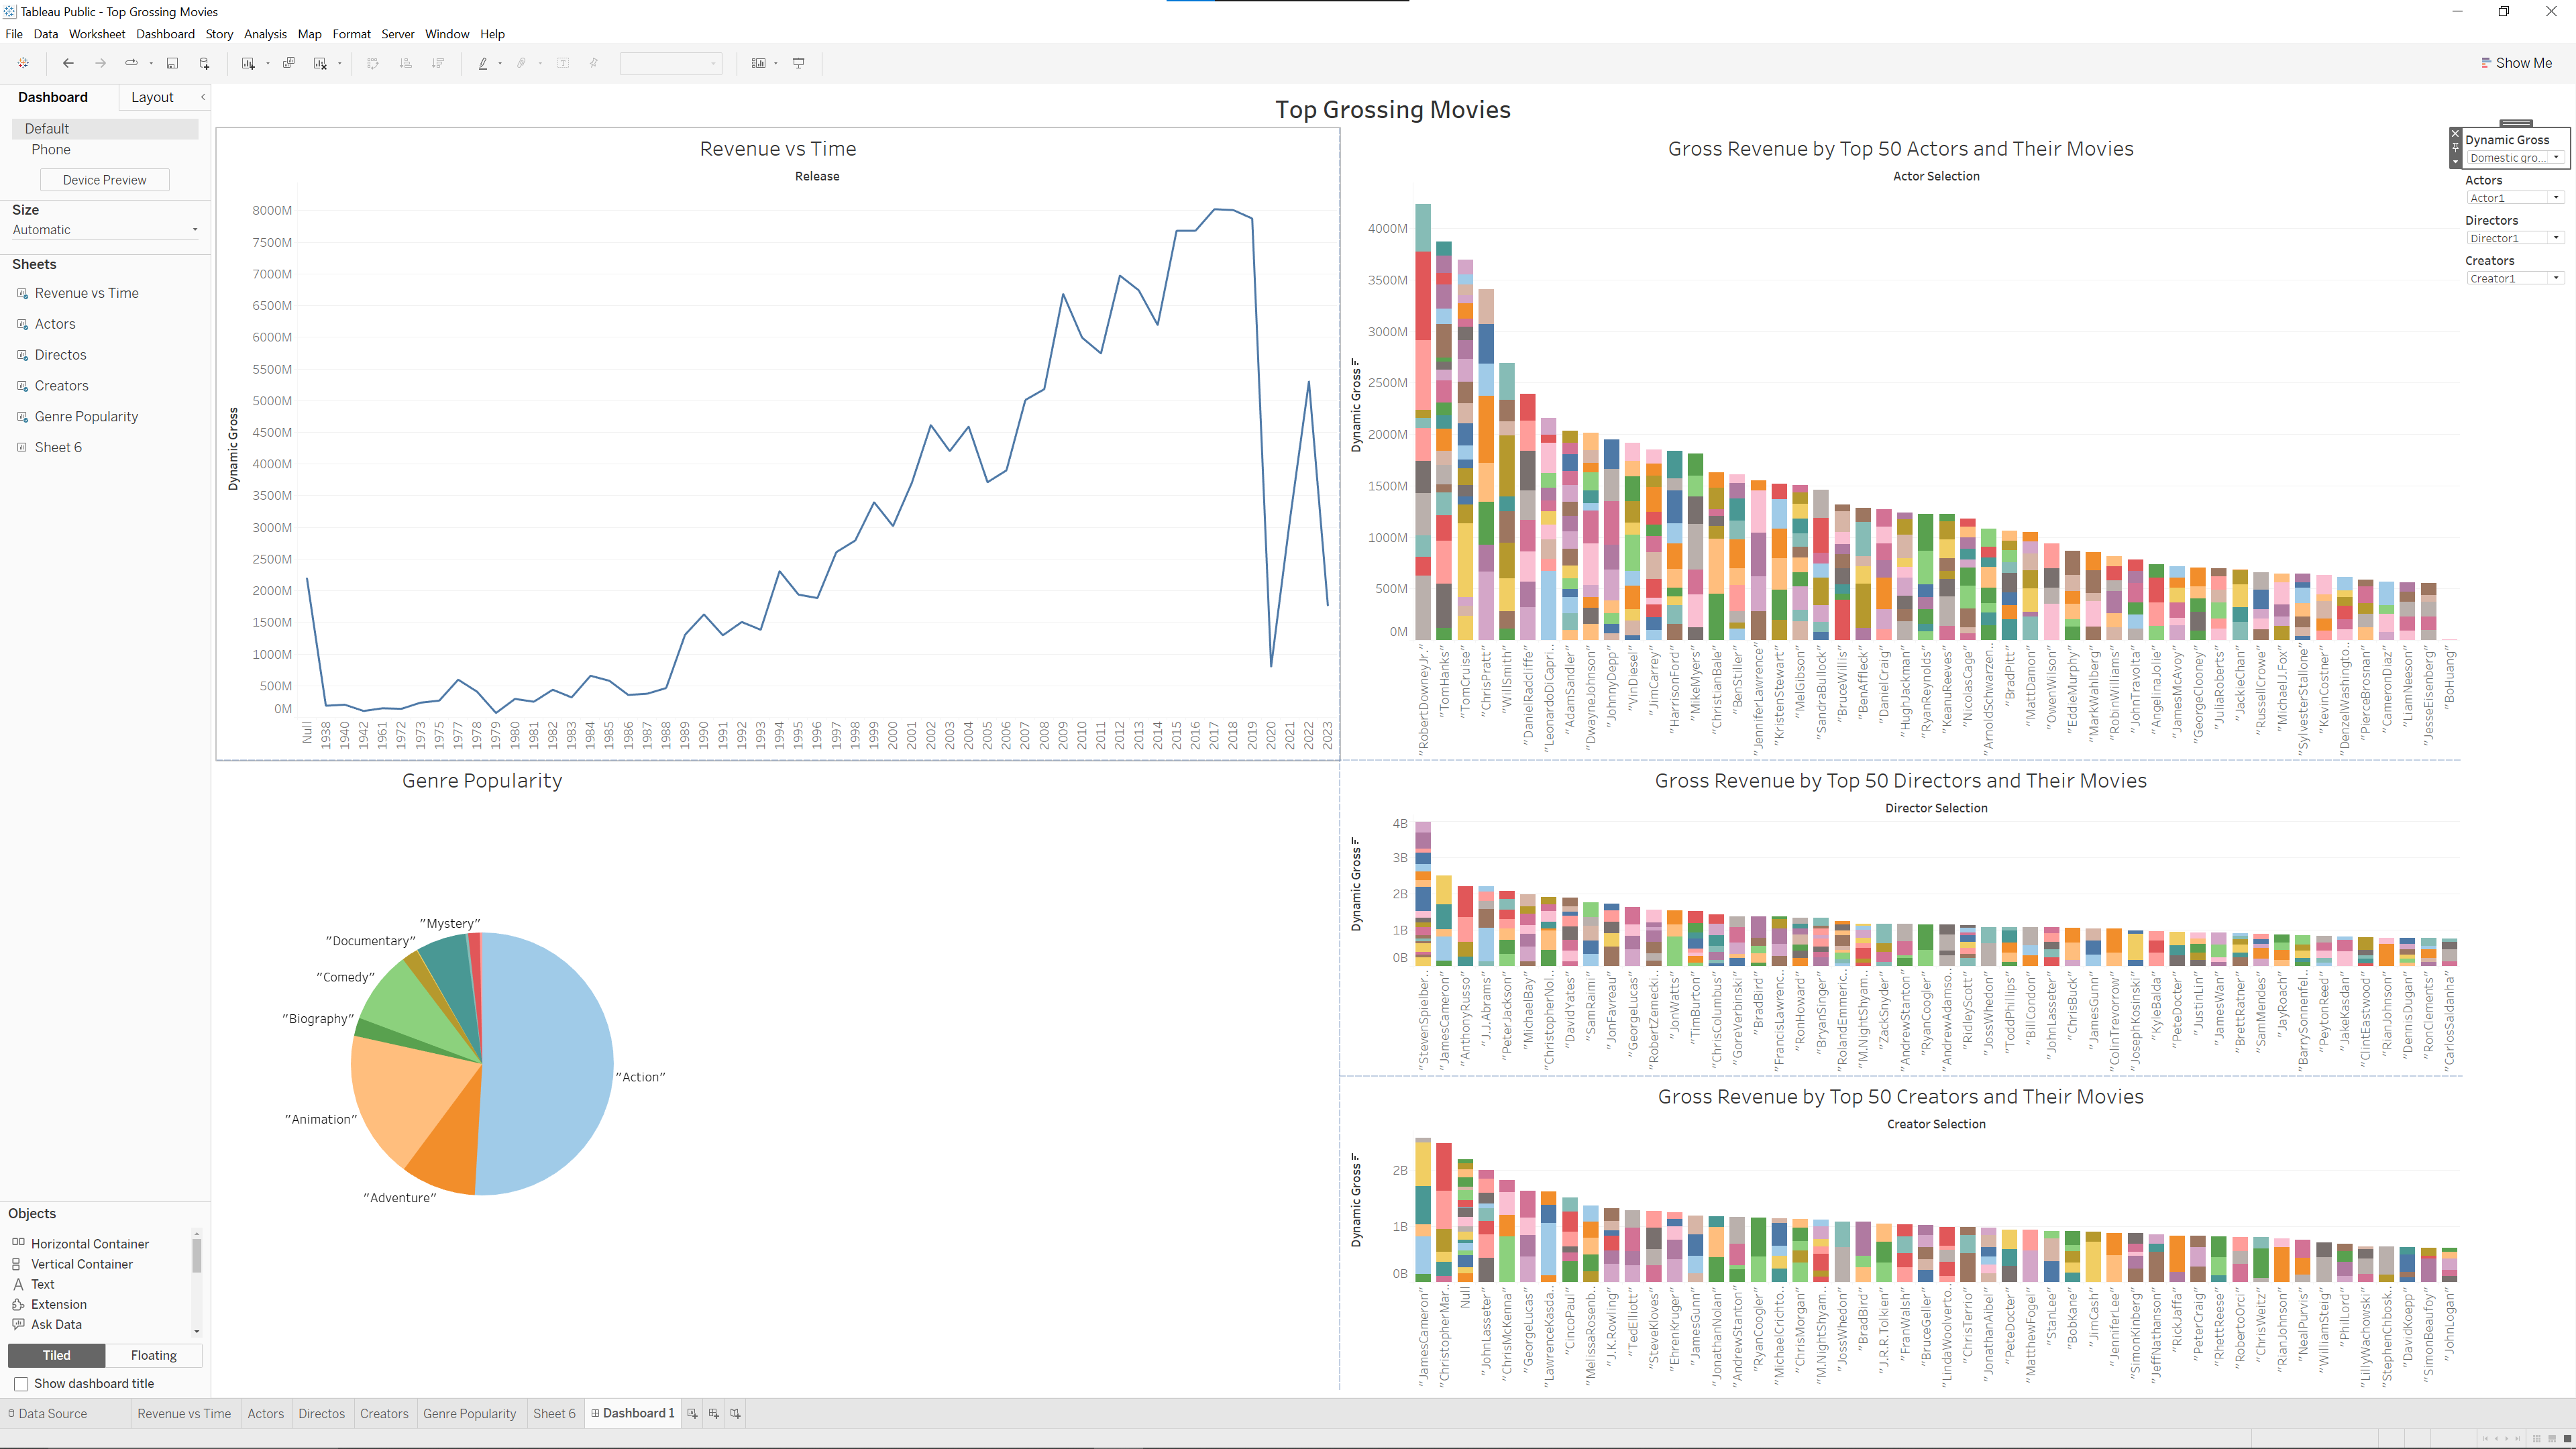 Tableau Public - Top Grossing Movies
File Data Worksheet Dashboard Story Analysis Map Format Server Window Help
Show Me
Dashboard Layout
Default
Phone
Device Preview
Size
Automatic
Sheets
Revenue vs Time
Actors
Directos
Creators
Genre Popularity
Sheet 6
Objects
Horizontal Container
Vertical Container
Text
Extension
Ask Data
Tiled Floating
Show dashboard title
Top Grossing Movies
Revenue vs Time
Release
Dynamic Gross
8000M
7500M
7000M
6500M
6000M
5500M
5000M
4500M
4000M
3500M
3000M
2500M
2000M
1500M
1000M
500M
0M
Null 1938 1940 1942 1961 1972 1973 1975 1977 1978 1979 1980 1981 1982 1983 1984 1985 1986 1987 1988 1989 1990 1991 1992 1993 1994 1995 1996 1997 1998 1999 2000 2001 2002 2003 2004 2005 2006 2007 2008 2009 2010 2011 2012 2013 2014 2015 2016 2017 2018 2019 2020 2021 2022 2023
Genre Popularity
"Mystery"
"Documentary"
"Comedy"
"Biography"
"Action"
"Animation"
"Adventure"
Gross Revenue by Top 50 Actors and Their Movies
Actor Selection
Dynamic Gross
4000M
3500M
3000M
2500M
2000M
1500M
1000M
500M
0M
"RobertDowneyJr." "TomHanks" "TomCruise" "ChrisPratt" "WillSmith" "DanielRadcliffe" "LeonardoDiCapri.. "AdamSandler" "DwayneJohnson" "JohnnyDepp" "VinDiesel" "JimCarrey" "HarrisonFord" "MikeMyers" "ChristianBale" "BenStiller" "JenniferLawrence" "KristenStewart" "MelGibson" "SandraBullock" "BruceWillis" "BenAffleck" "DanielCraig" "HughJackman" "RyanReynolds" "KeanuReeves" "NicolasCage" "ArnoldSchwarzen.. "BradPitt" "MattDamon" "OwenWilson" "EddieMurphy" "MarkWahlberg" "RobinWilliams" "JohnTravolta" "AngelinaJolie" "JamesMcAvoy" "GeorgeClooney" "JuliaRoberts" "JackieChan" "RussellCrowe" "MichaelJ.Fox" "SylvesterStallone" "KevinCostner" "DenzelWashingto.. "PierceBrosnan" "CameronDiaz" "LiamNeeson" "JesseEisenberg" "BoHuang"
Dynamic Gross
Domestic gro...
Actors
Actor1
Directors
Director1
Creators
Creator1
Gross Revenue by Top 50 Directors and Their Movies
Director Selection
Dynamic Gross
4B
3B
2B
1B
0B
"StevenSpielber.. "JamesCameron" "AnthonyRusso" "J.J.Abrams" "PeterJackson" "MichaelBay" "ChristopherNol.. "DavidYates" "SamRaimi" "JonFavreau" "GeorgeLucas" "RobertZemecki.. "JonWatts" "TimBurton" "ChrisColumbus" "GoreVerbinski" "BradBird" "FrancisLawrenc.. "RonHoward" "BryanSinger" "RolandEmmeric.. "M.NightShyam.. "ZackSnyder" "AndrewStanton" "RyanCoogler" "AndrewAdamso.. "RidleyScott" "JossWhedon" "ToddPhillips" "BillCondon" "JohnLasseter" "ChrisBuck" "JamesGunn" "ColinTrevorrow" "JosephKosinski" "KyleBalda" "PeteDocter" "JustinLin" "JamesWan" "BrettRatner" "SamMendes" "JayRoach" "BarrySonnenfel.. "PeytonReed" "JakeKasdan" "ClintEastwood" "RianJohnson" "DennisDugan" "RonClements" "CarlosSaldanha"
Gross Revenue by Top 50 Creators and Their Movies
Creator Selection
Dynamic Gross
2B
1B
0B
"JamesCameron" "ChristopherMar.. Null "JohnLasseter" "ChrisMcKenna" "GeorgeLucas" "LawrenceKasda.. "CincoPaul" "MelissaRosenb.. "J.K.Rowling" "TedElliott" "SteveKloves" "EhrenKruger" "JamesGunn" "JonathanNolan" "AndrewStanton" "RyanCoogler" "MichaelCrichto.. "ChrisMorgan" "M.NightShyam.. "JossWhedon" "BradBird" "J.R.R.Tolkien" "FranWalsh" "BruceGeller" "LindaWoolverto.. "ChrisTerrio" "JonathanAibel" "PeteDocter" "MatthewFogel" "StanLee" "BobKane" "JimCash" "JenniferLee" "SimonKinberg" "JeffNathanson" "RickJaffa" "PeterCraig" "RhettReese" "RobertoOrci" "ChrisWeitz" "RianJohnson" "NealPurvis" "WilliamSteig" "PhilLord" "LillyWachowski" "StephenChbosk.. "DavidKoepp" "SimonBeaufoy" "JohnLogan"
Data Source Revenue vs Time Actors Directos Creators Genre Popularity Sheet 6 Dashboard 1